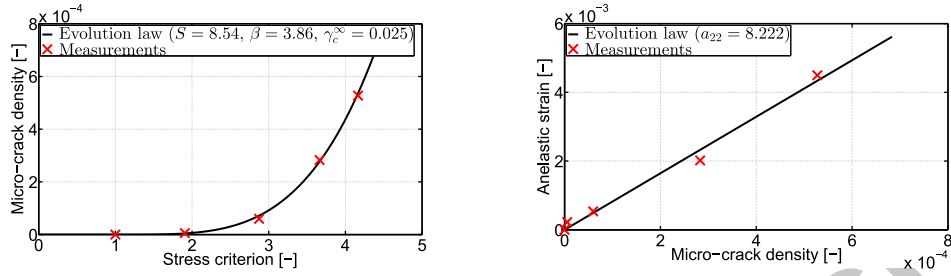 8 x 10⁻⁴
Evolution law (S = 8.54, β = 3.86, γ_c^∞ = 0.025)
Measurements
6
4
2
0
0 1 2 3 4 5
Micro−crack density [−]
Stress criterion [−]
6 x 10⁻³
Evolution law (a₂₂ = 8.222)
Measurements
4
2
0
0 2 4 6 8
x 10⁻⁴
Anelastic strain [−]
Micro−crack density [−]